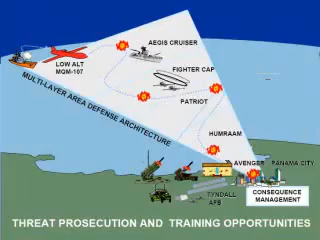 AEGIS CRUISER
LOW ALT
MQM-107
FIGHTER CAP
MULTI-LAYER AREA DEFENSE ARCHITECTURE
PATRIOT
HUMRAAM
AVENGER
PANAMA CITY
TYNDALL
AFB
CONSEQUENCE
MANAGEMENT
THREAT PROSECUTION AND TRAINING OPPORTUNITIES